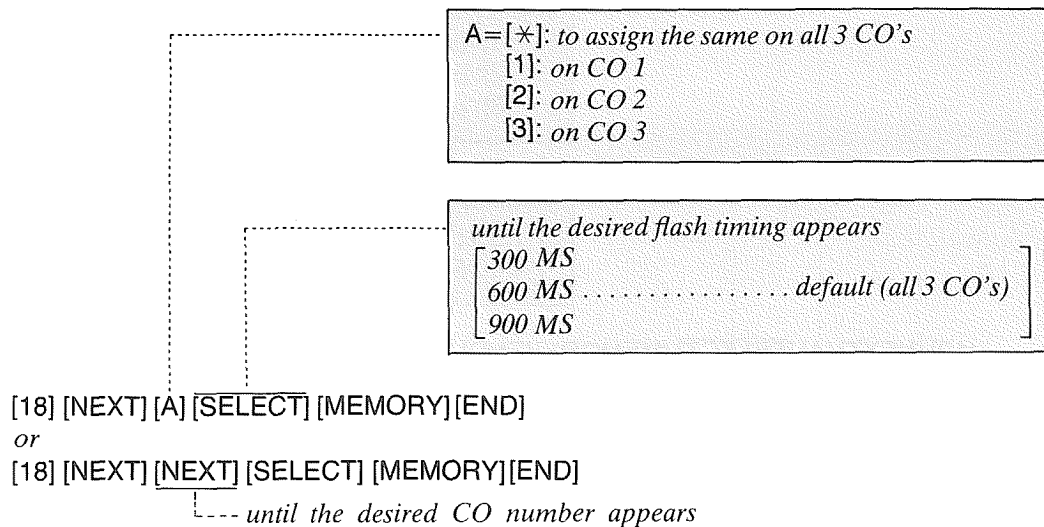 A=[*]: to assign the same on all 3 CO's
[1]: on CO 1
[2]: on CO 2
[3]: on CO 3
until the desired flash timing appears
300 MS
600 MS ................. default (all 3 CO's)
900 MS
[18] [NEXT] [A] [SELECT] [MEMORY] [END]
or
[18] [NEXT] [NEXT] [SELECT] [MEMORY] [END]
until the desired CO number appears